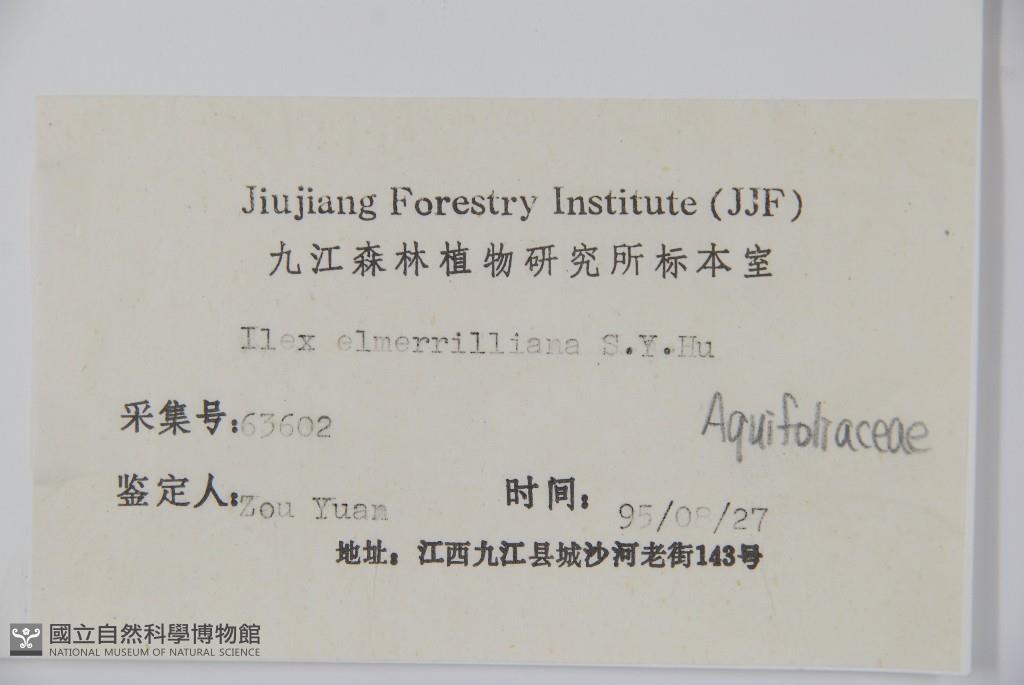 Jiujiang Forestry Institute (JJF)
九江森林植物研究所标本室
Ilex elmerrilliana S.Y.Hu
采集号:63602
Aquifoliaceae
鉴定人:Zou Yuan 时间: 95/08/27
地址: 江西九江县城沙河老街143号
國立自然科學博物館
NATIONAL MUSEUM OF NATURAL SCIENCE